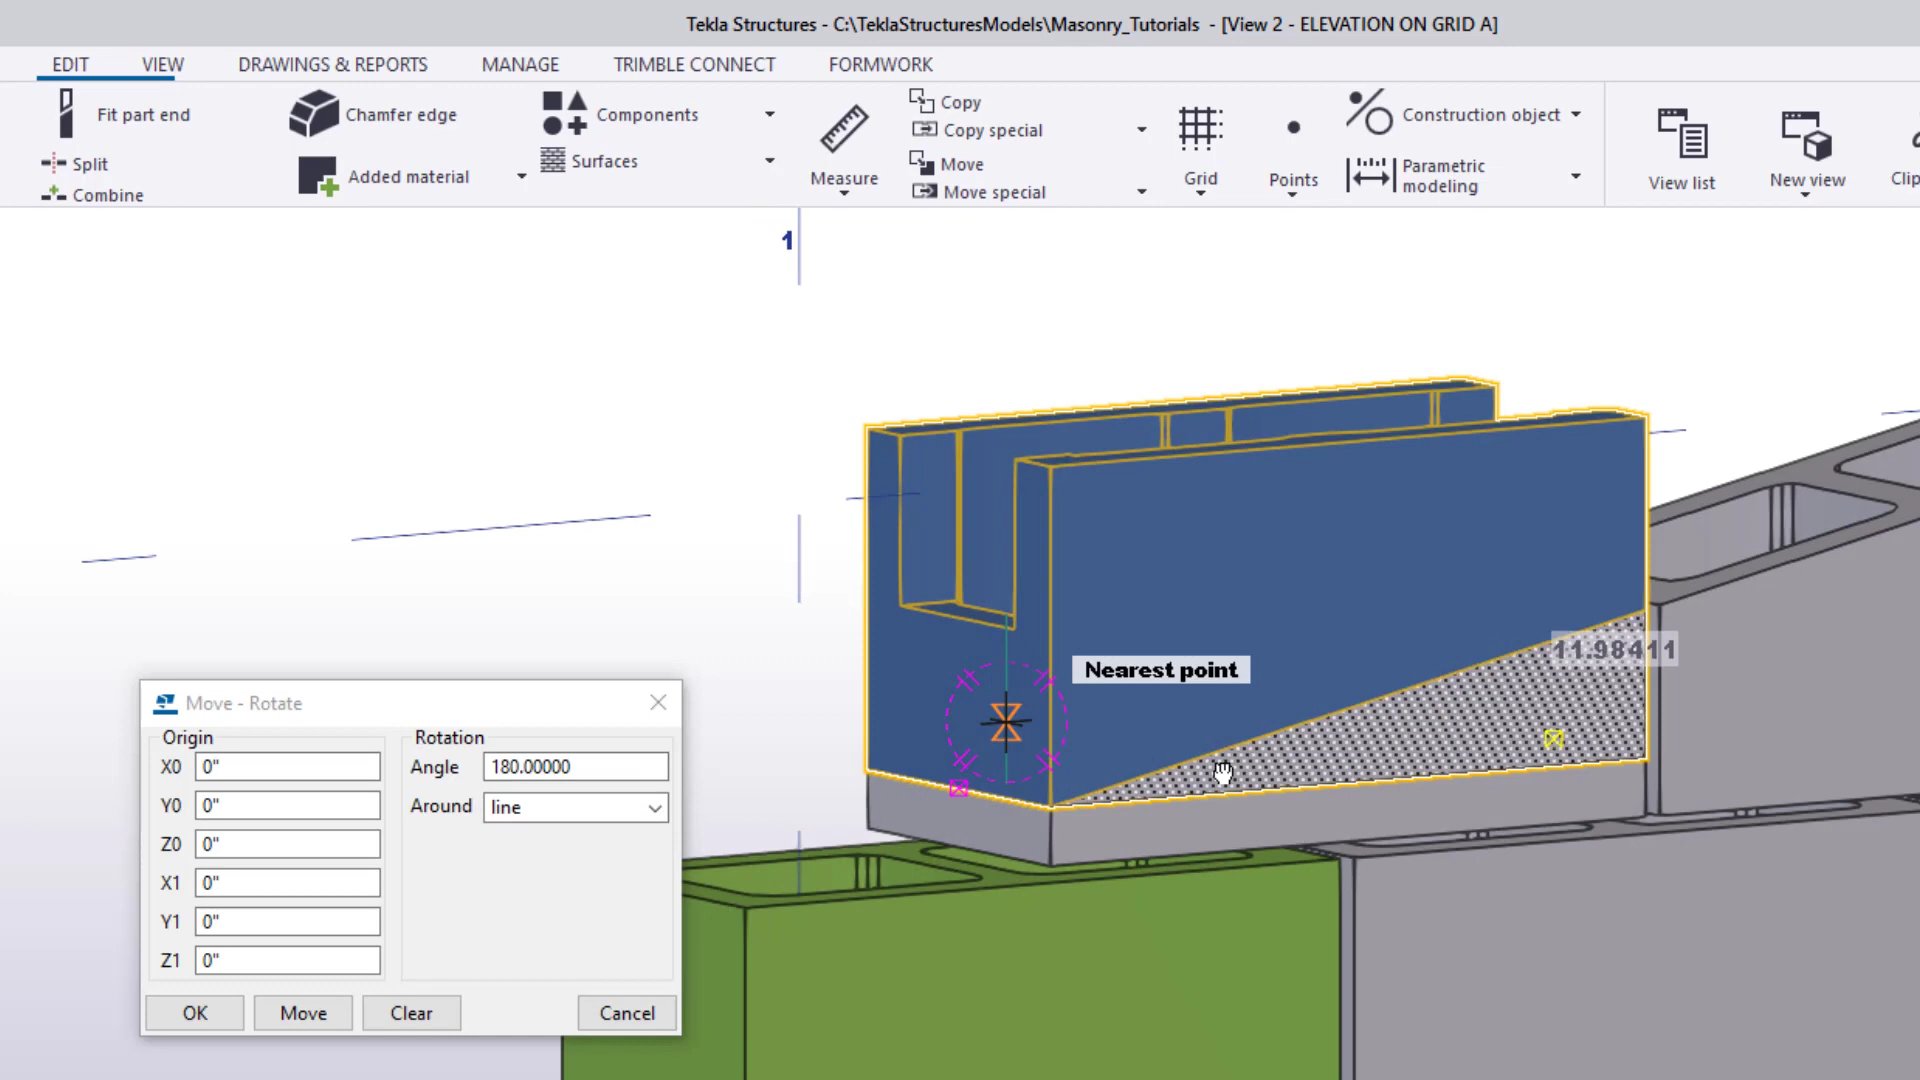 Tekla Structures - C:\TeklaStructuresModels\Masonry_Tutorials - [View 2 - ELEVATION ON GRID A]
EDIT VIEW DRAWINGS & REPORTS MANAGE TRIMBLE CONNECT FORMWORK
Fit part end
Split
Combine
Chamfer edge
Added material
Components
Surfaces
Measure
Copy
Copy special
Move
Move special
Grid
Points
Construction object
Parametric
modeling
View list
New view
Clip
1
Nearest point
11.98411
Move - Rotate
Origin
X0 0"
Y0 0"
Z0 0"
X1 0"
Y1 0"
Z1 0"
Rotation
Angle 180.00000
Around line
OK Move Clear Cancel